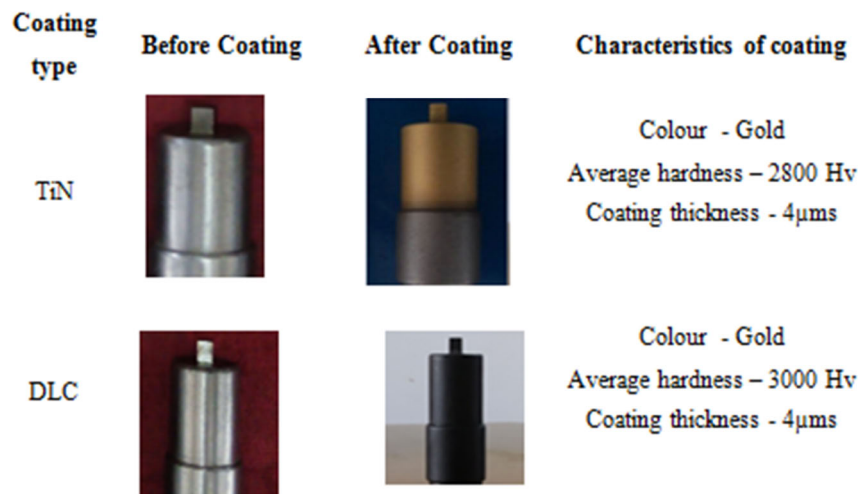 Coating type
Before Coating
After Coating
Characteristics of coating
TiN
Colour - Gold
Average hardness – 2800 Hv
Coating thickness - 4µms
DLC
Colour - Gold
Average hardness – 3000 Hv
Coating thickness - 4µms